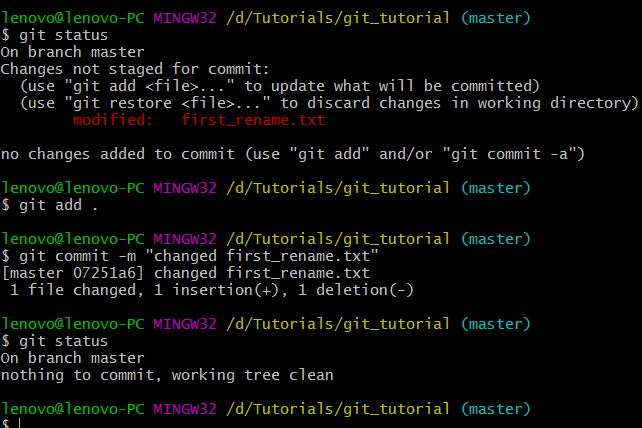 lenovo@lenovo-PC MINGW32 /d/Tutorials/git_tutorial (master)
$ git status
On branch master
Changes not staged for commit:
  (use "git add <file>..." to update what will be committed)
  (use "git restore <file>..." to discard changes in working directory)
        modified:   first_rename.txt

no changes added to commit (use "git add" and/or "git commit -a")

lenovo@lenovo-PC MINGW32 /d/Tutorials/git_tutorial (master)
$ git add .

lenovo@lenovo-PC MINGW32 /d/Tutorials/git_tutorial (master)
$ git commit -m "changed first_rename.txt"
[master 07251a6] changed first_rename.txt
 1 file changed, 1 insertion(+), 1 deletion(-)

lenovo@lenovo-PC MINGW32 /d/Tutorials/git_tutorial (master)
$ git status
On branch master
nothing to commit, working tree clean

lenovo@lenovo-PC MINGW32 /d/Tutorials/git_tutorial (master)
$